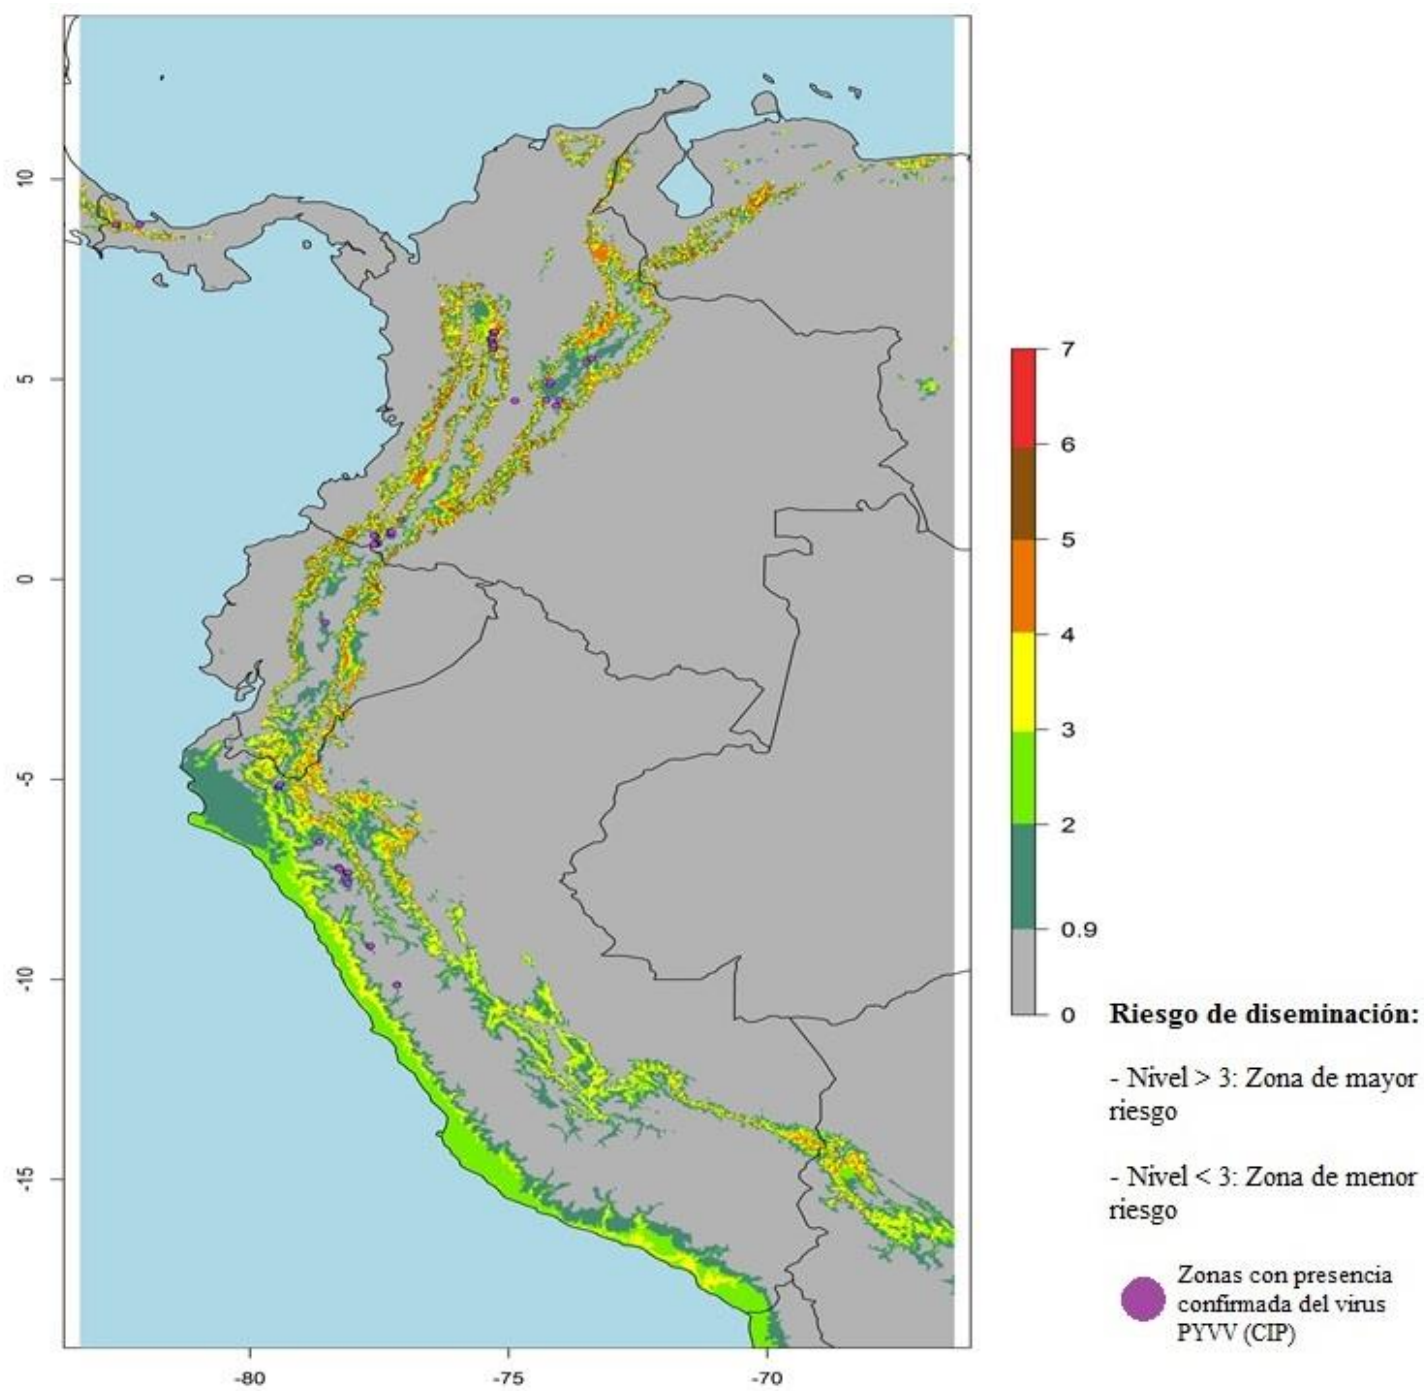 10
5
0
-5
-10
-15
-80
-75
-70
7
6
5
4
3
2
0.9
0
Riesgo de diseminación:
- Nivel > 3: Zona de mayor
riesgo
- Nivel < 3: Zona de menor
riesgo
Zonas con presencia
confirmada del virus
PYVV (CIP)